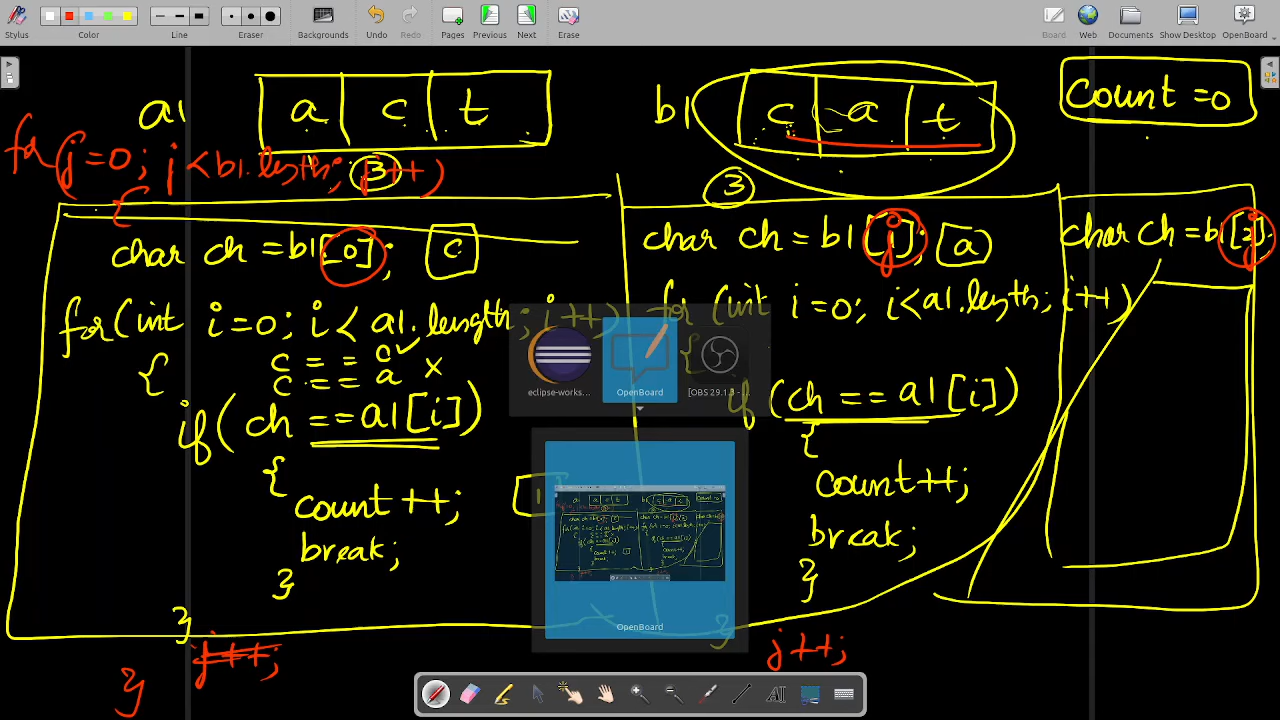 Stylus Color Line Eraser Backgrounds Undo Redo Pages Previous Next Erase Board Web Documents Show Desktop OpenBoard
a1 a c t
b1 c a t
Count =0
for(j=0; j<b1.length; j++)
3
3
{
char ch =b1[0]; c
for(int i=0; i< a1.length; i++)
{ c == c ✓
c == a x
if( ch ==a1[i])
{
count ++; 1
break;
}
}
j++;
}
char ch = b1[j]; a
for (int i=0; i<a1.length; i++)
{
if (ch == a1[i])
{
count++;
break;
}
}
j++;
char ch =b1[2];
eclipse-works... OpenBoard [OBS 29.1.3 - ...
OpenBoard